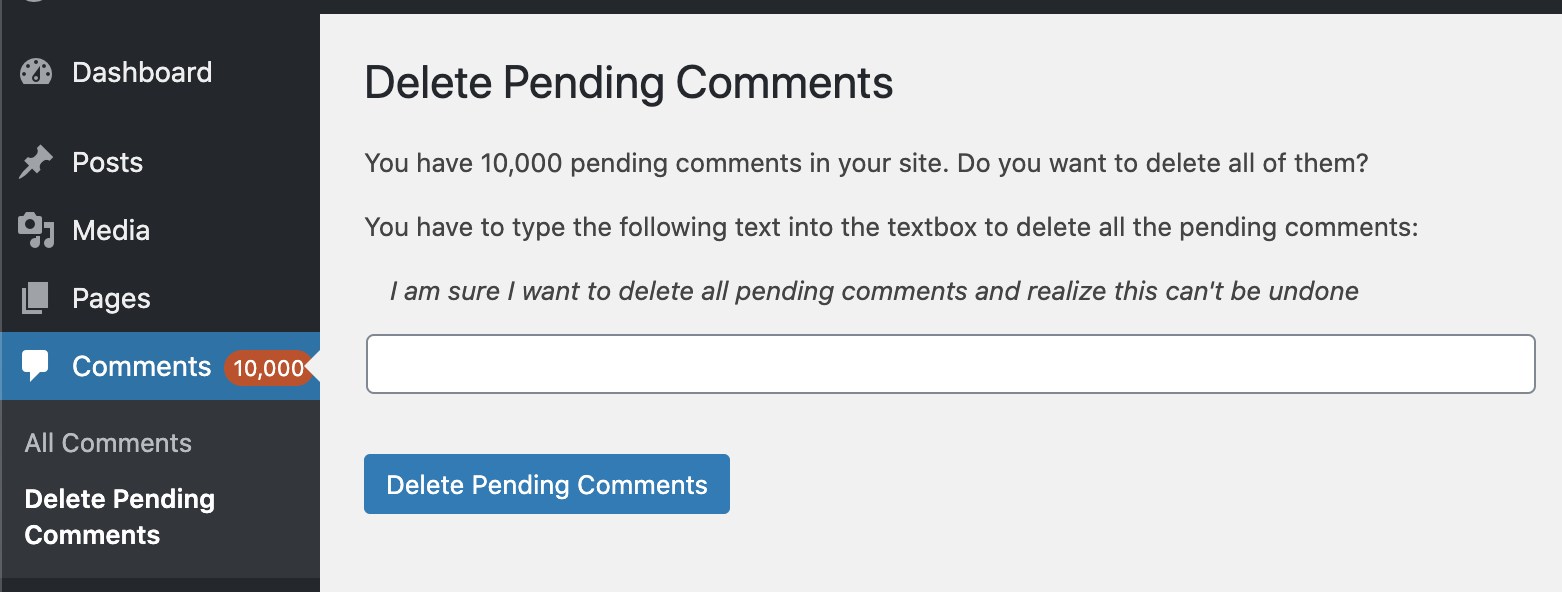 Dashboard
Posts
Media
Pages
Comments 10,000
All Comments
Delete Pending
Comments
Delete Pending Comments
You have 10,000 pending comments in your site. Do you want to delete all of them?
You have to type the following text into the textbox to delete all the pending comments:
I am sure I want to delete all pending comments and realize this can't be undone
Delete Pending Comments